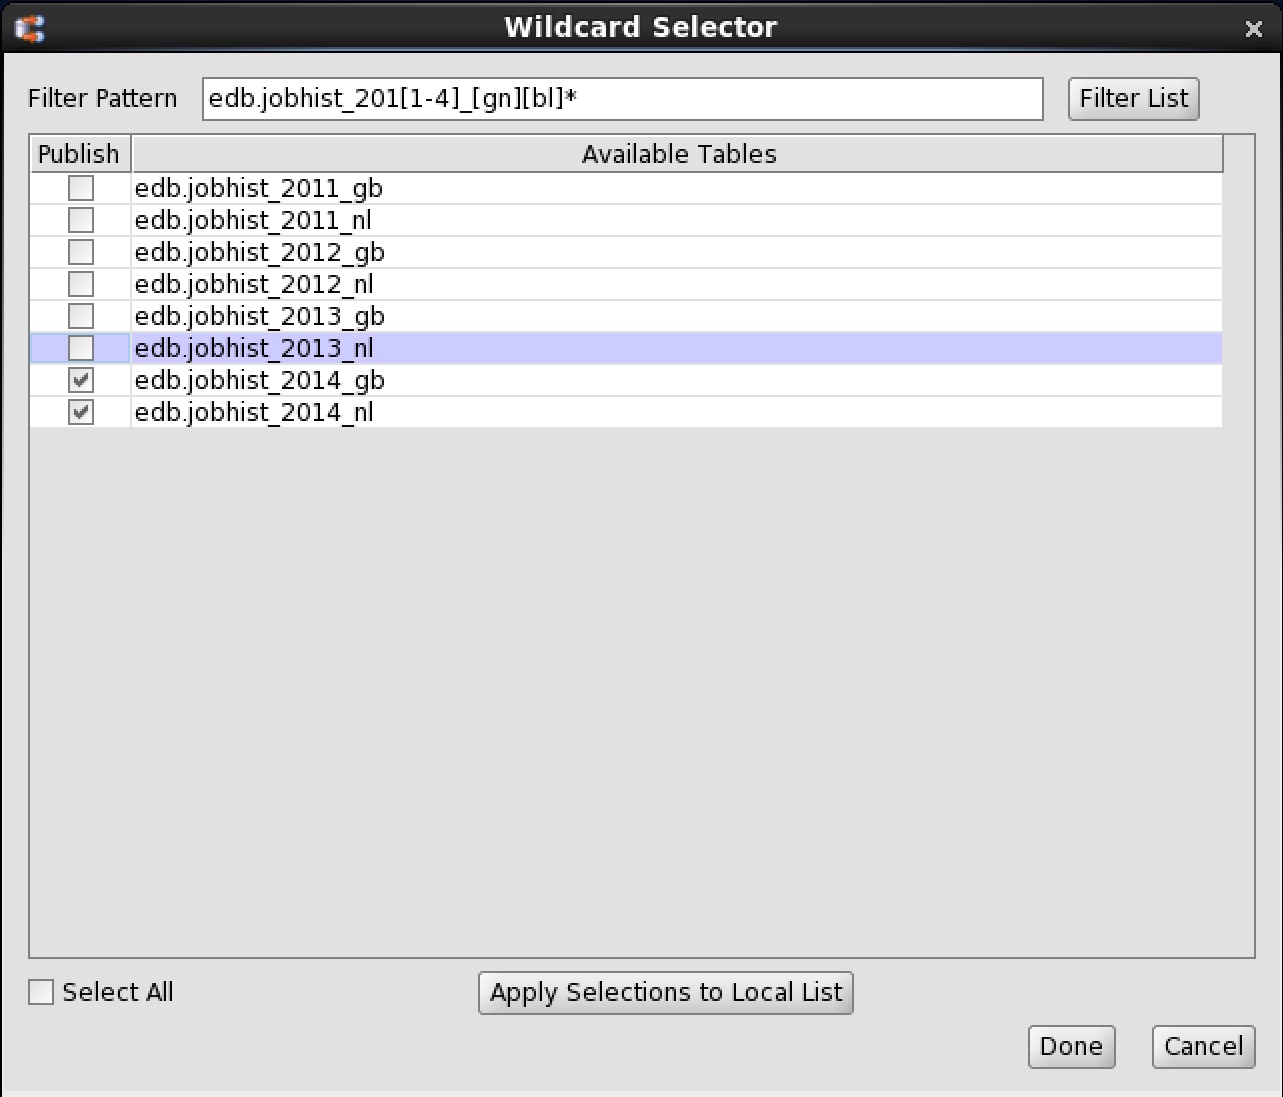 Wildcard Selector
Filter Pattern edb.jobhist_201[1-4]_[gn][bl]* Filter List
Publish Available Tables
edb.jobhist_2011_gb
edb.jobhist_2011_nl
edb.jobhist_2012_gb
edb.jobhist_2012_nl
edb.jobhist_2013_gb
edb.jobhist_2013_nl
edb.jobhist_2014_gb
edb.jobhist_2014_nl
Select All Apply Selections to Local List
Done Cancel